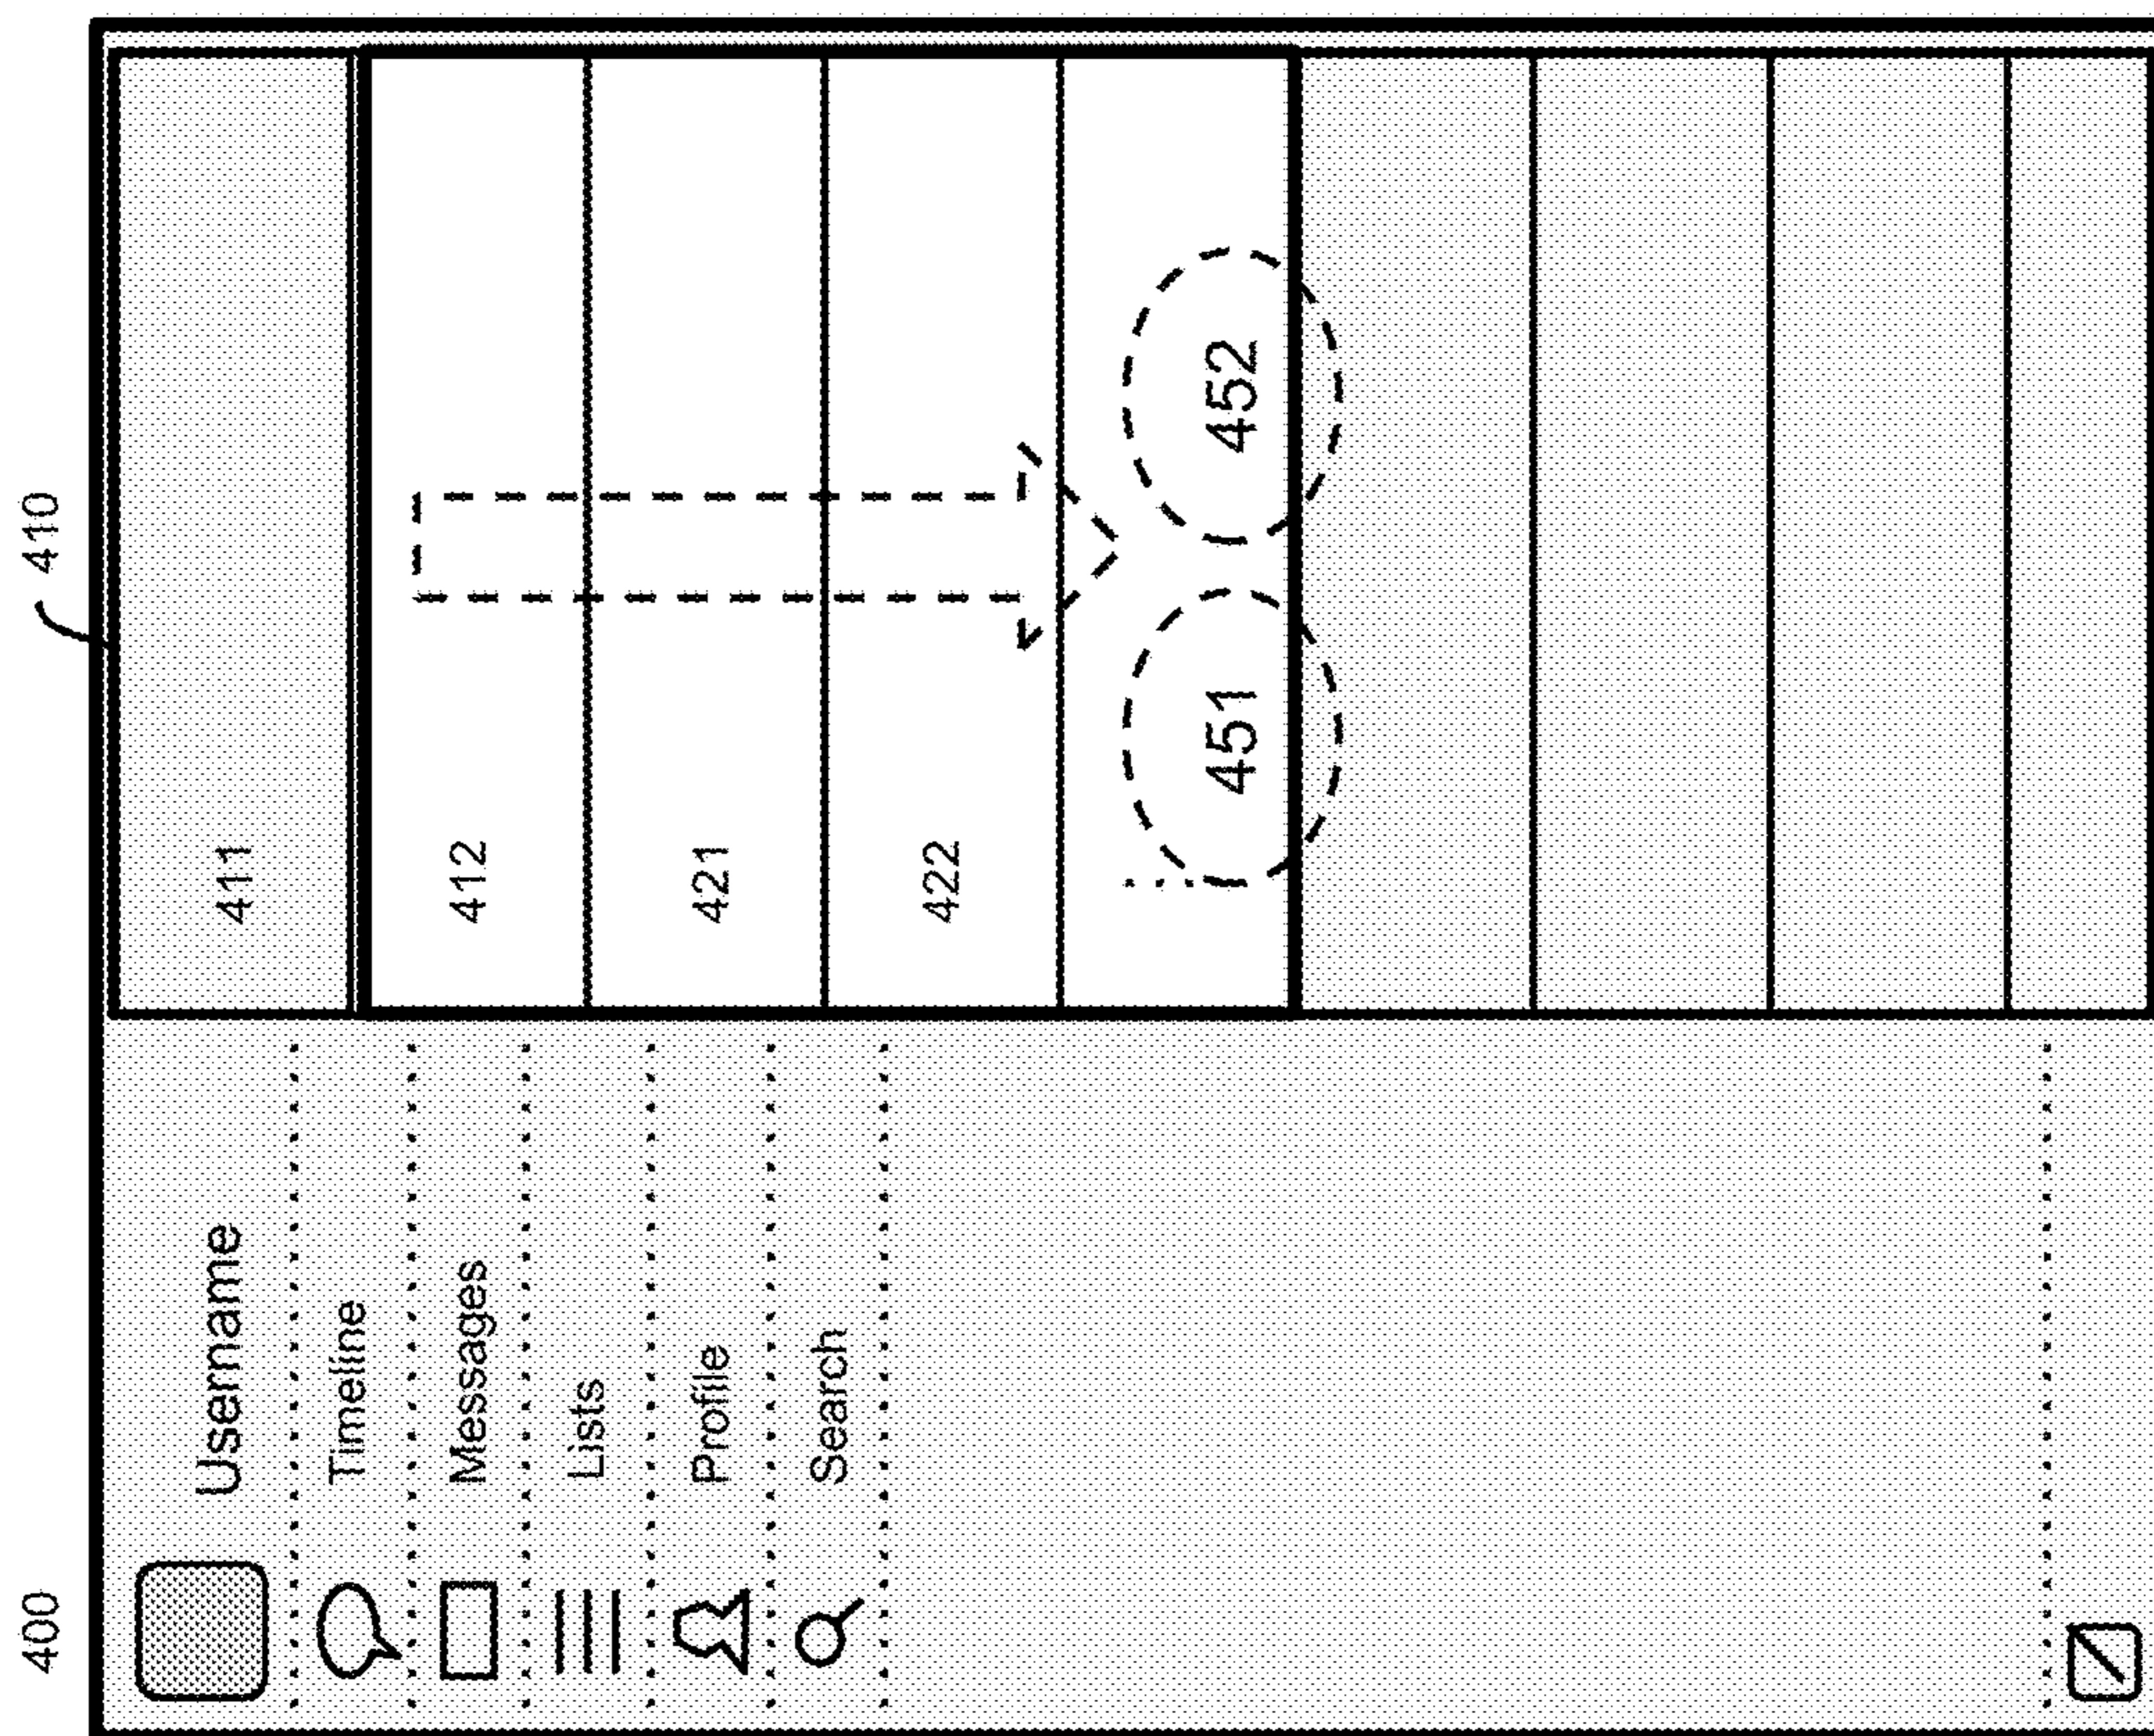 400
410
Username
Timeline
Messages
Lists
Profile
Search
411
412
421
422
451
452